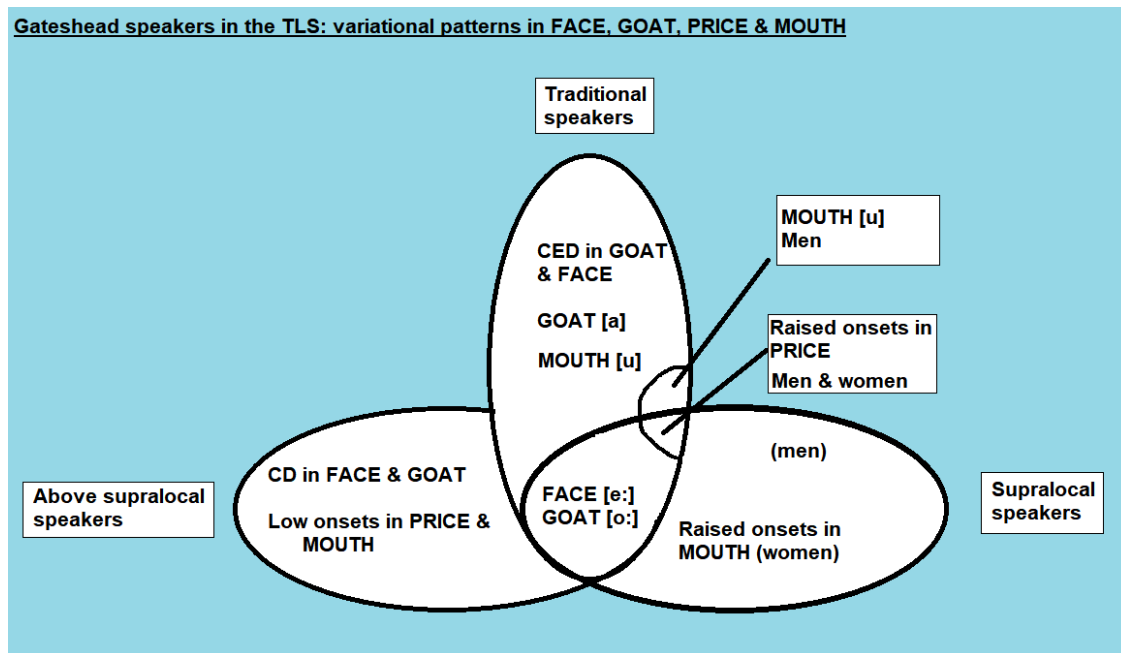 Gateshead speakers in the TLS: variational patterns in FACE, GOAT, PRICE & MOUTH
Traditional
speakers
MOUTH [u]
Men
CED in GOAT
& FACE
GOAT [a]
MOUTH [u]
Raised onsets in
PRICE
Men & women
(men)
CD in FACE & GOAT
Low onsets in PRICE &
MOUTH
Above supralocal
speakers
FACE [e:]
GOAT [o:]
Raised onsets in
MOUTH (women)
Supralocal
speakers